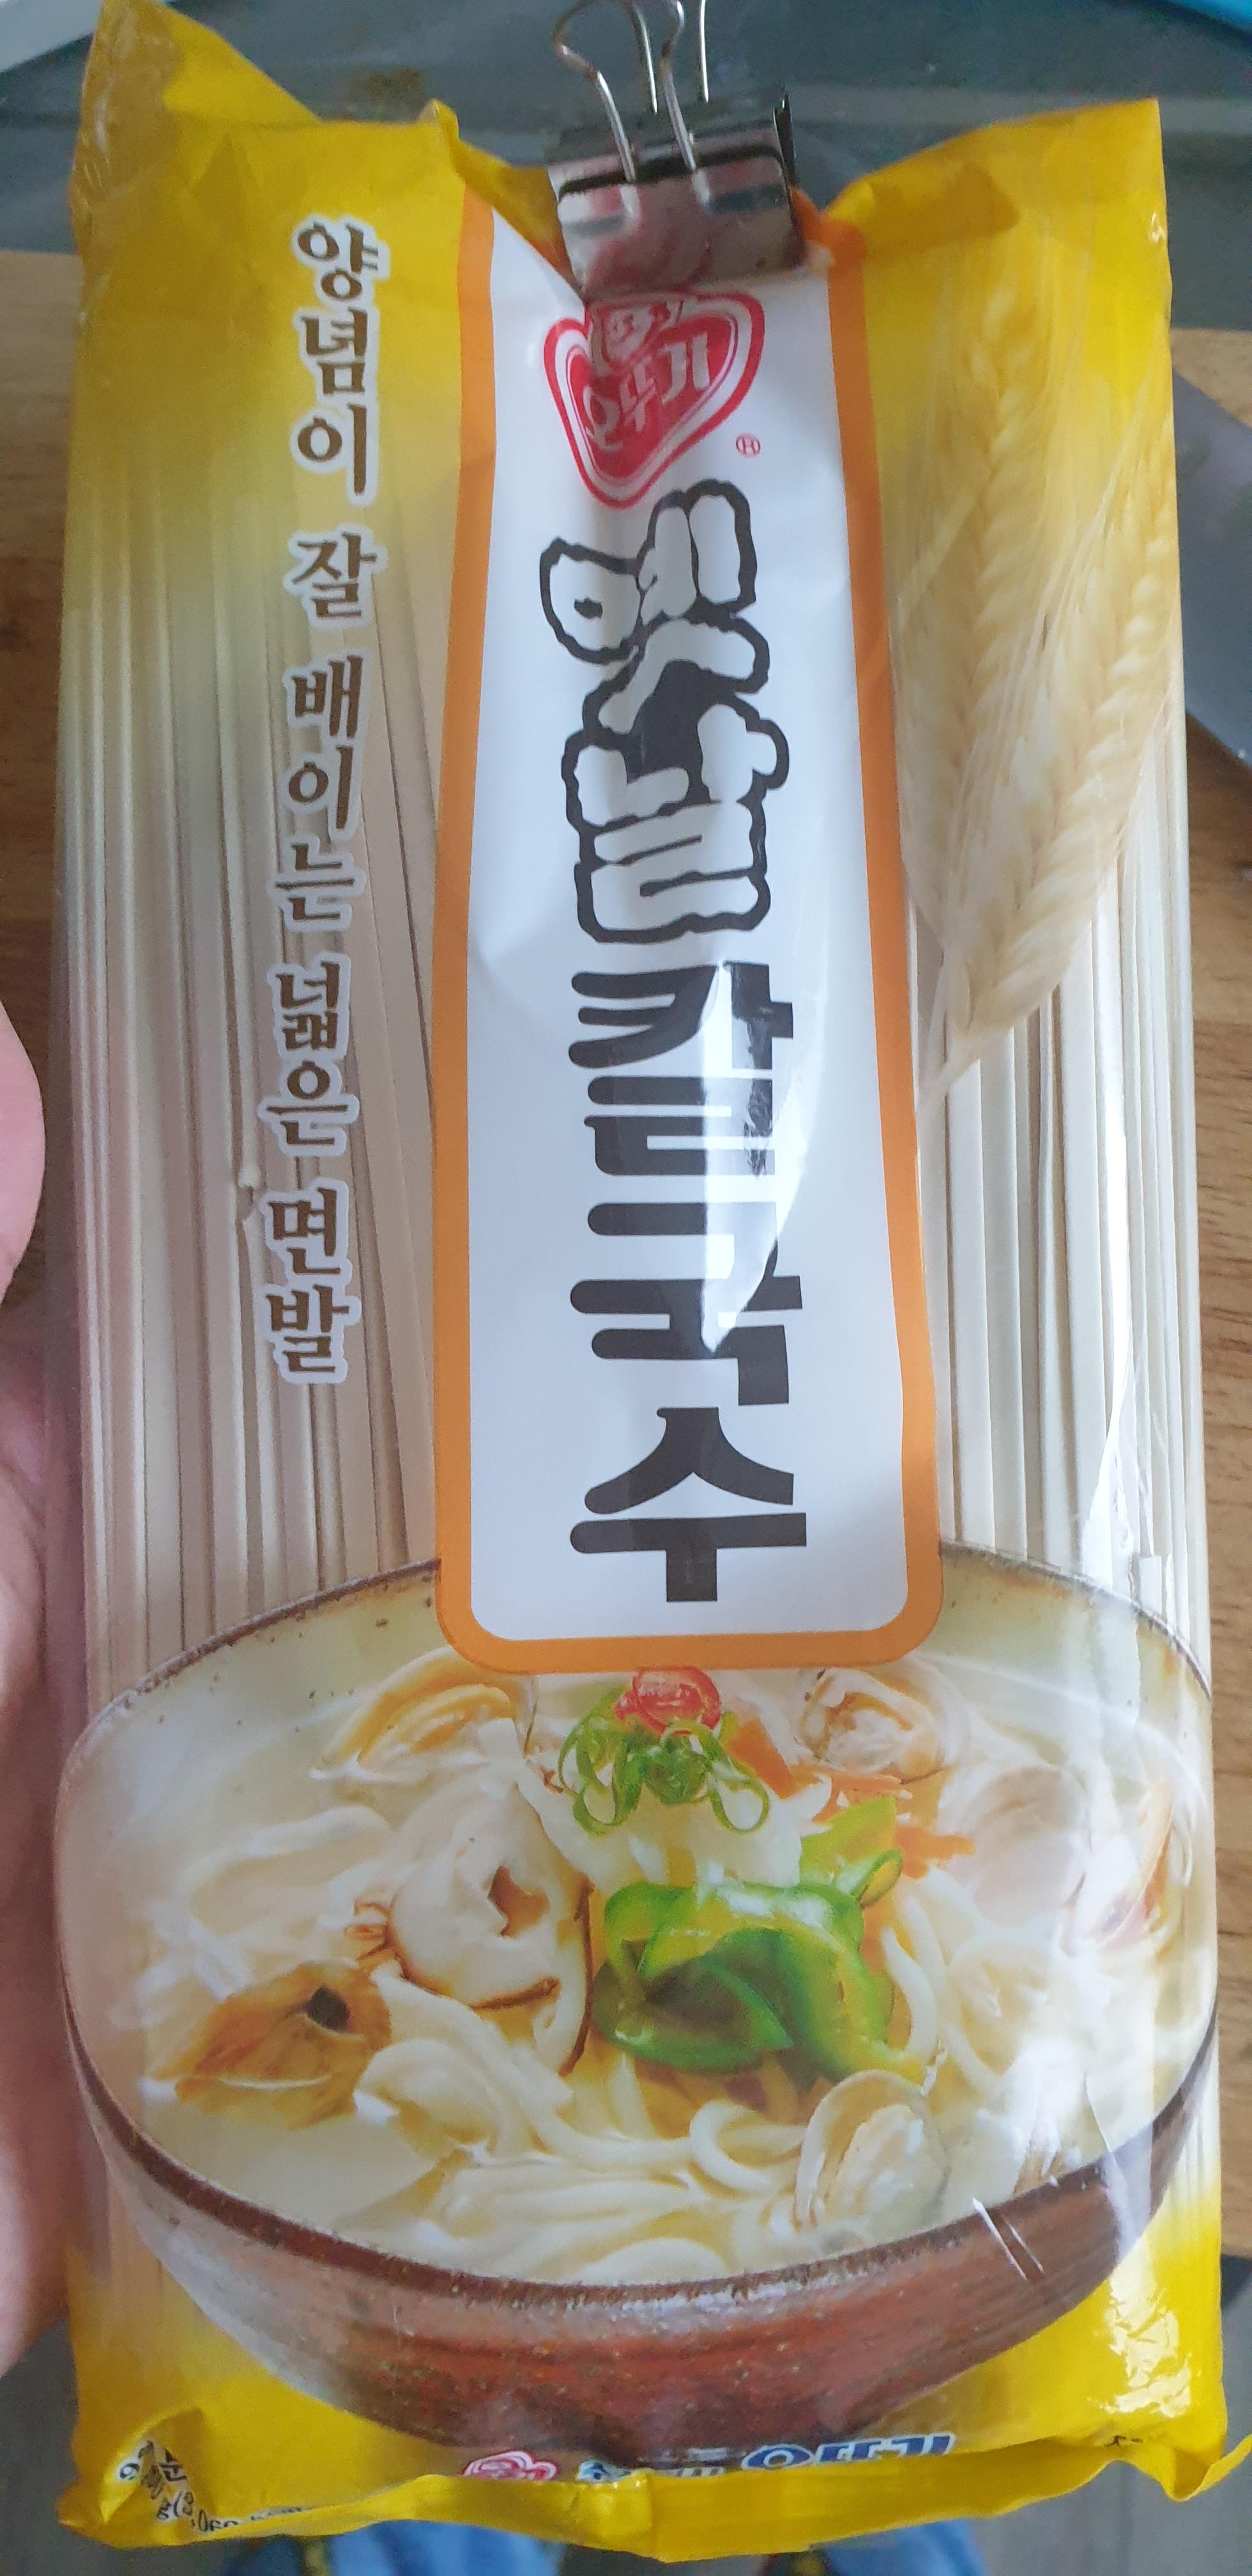 오뚜기
옛날
칼국수
양념이 잘 배이는 넓은 면발
오뚜기